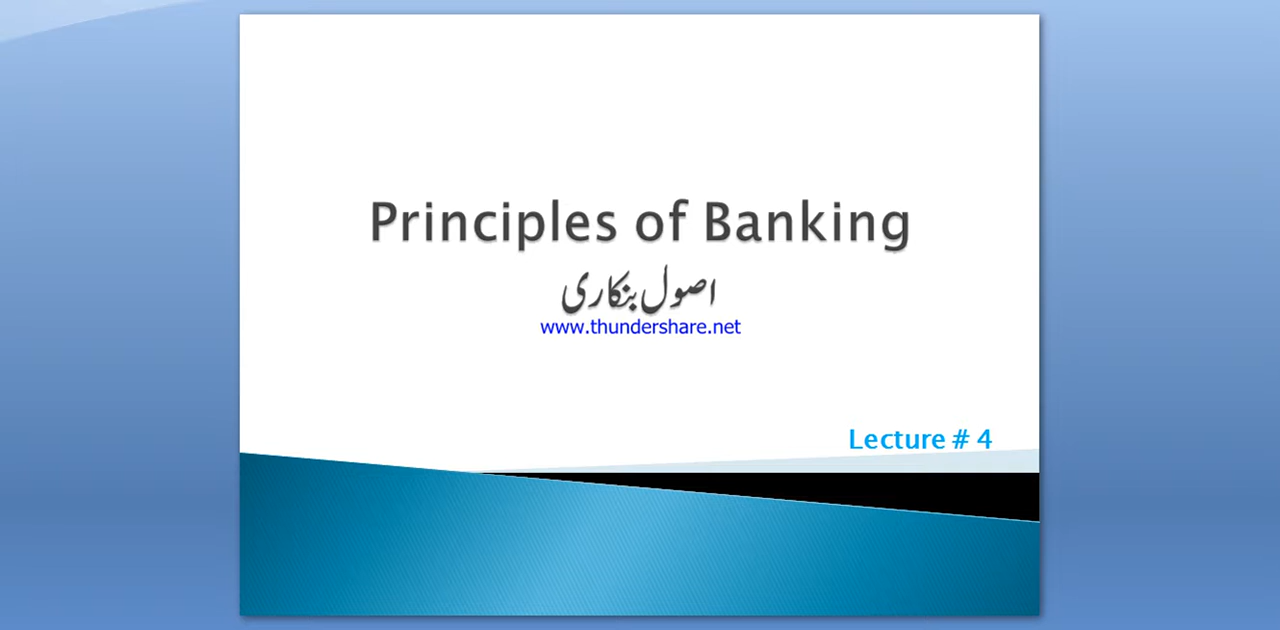 Principles of Banking
اصول بنکاری
www.thundershare.net
Lecture # 4